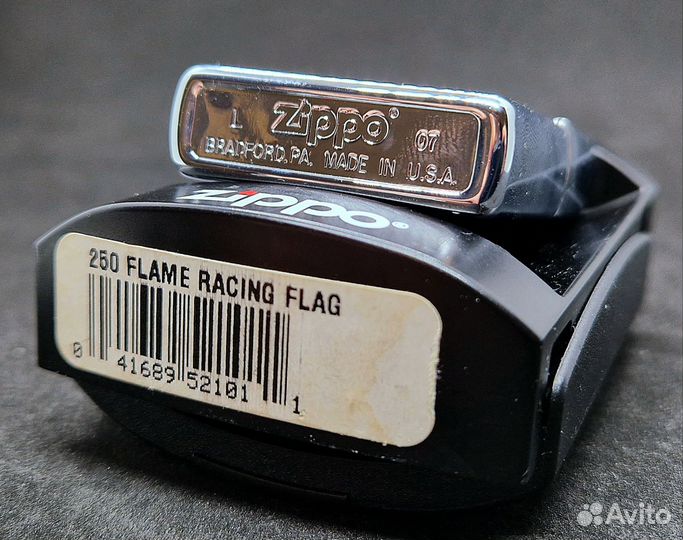 L Zippo® 07
BRADFORD, PA. MADE IN U.S.A.
Zippo®
250 FLAME RACING FLAG
0 41689 52101 1
Avito